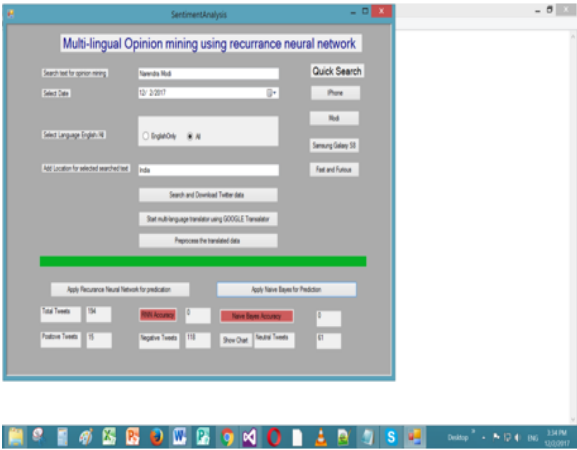 SentimentAnalysis
Multi-lingual Opinion mining using recurrance neural network
Search text for opinion mining
Narendra Modi
Quick Search
Select Date
12/ 2/2017
iPhone
Modi
Select Language English/All
EnglishOnly
All
Samsung Galaxy S8
Add Location for selected searched text
India
Fast and Furious
Search and Download Twitter data
Start multi-language translator using GOOGLE Translator
Preprocess the translated data
Apply Recurance Neural Network for predication
Apply Naive Bayes for Prediction
Total Tweets
194
RNN Accuracy
0
Naive Bayes Accuracy
0
Positove Tweets
15
Negative Tweets
118
Show Chart
Neutral Tweets
61
Desktop
ENG
3:34 PM
12/2/2017